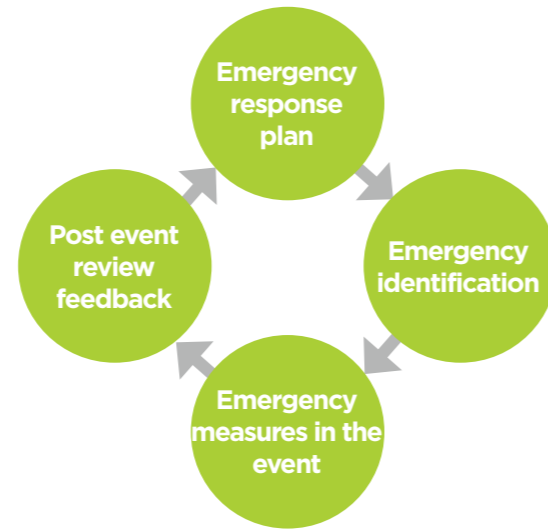 Emergency
response
plan
Emergency
identification
Emergency
measures in the
event
Post event
review
feedback